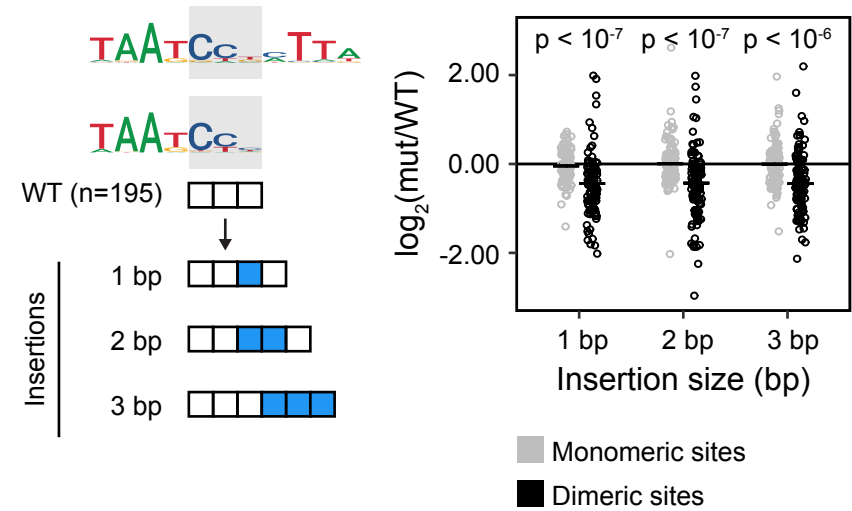 TAATCCTCTTA
TAATCC
WT (n=195)
Insertions
1 bp
2 bp
3 bp
p < 10⁻⁷ p < 10⁻⁷ p < 10⁻⁶
log₂(mut/WT)
2.00
0.00
-2.00
1 bp 2 bp 3 bp
Insertion size (bp)
Monomeric sites
Dimeric sites